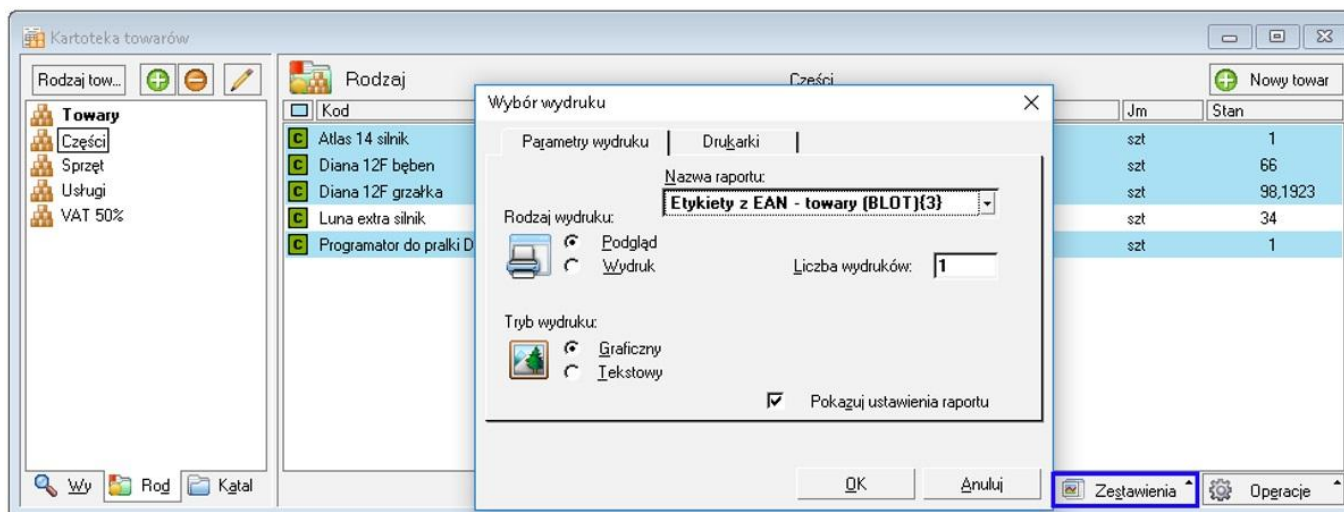 Kartoteka towarów
Rodzaj tow...
Towary
Części
Sprzęt
Usługi
VAT 50%
Wy Rod Katal
Rodzaj Części Nowy towar
Kod Jm Stan
C Atlas 14 silnik szt 1
C Diana 12F bęben szt 66
C Diana 12F grzałka szt 98,1923
C Luna extra silnik szt 34
C Programator do pralki D szt 1
Wybór wydruku
Parametry wydruku Drukarki
Nazwa raportu:
Etykiety z EAN - towary (BLOT){3}
Rodzaj wydruku:
Podgląd
Wydruk Liczba wydruków: 1
Tryb wydruku:
Graficzny
Tekstowy
Pokazuj ustawienia raportu
OK Anuluj
Zestawienia Operacje